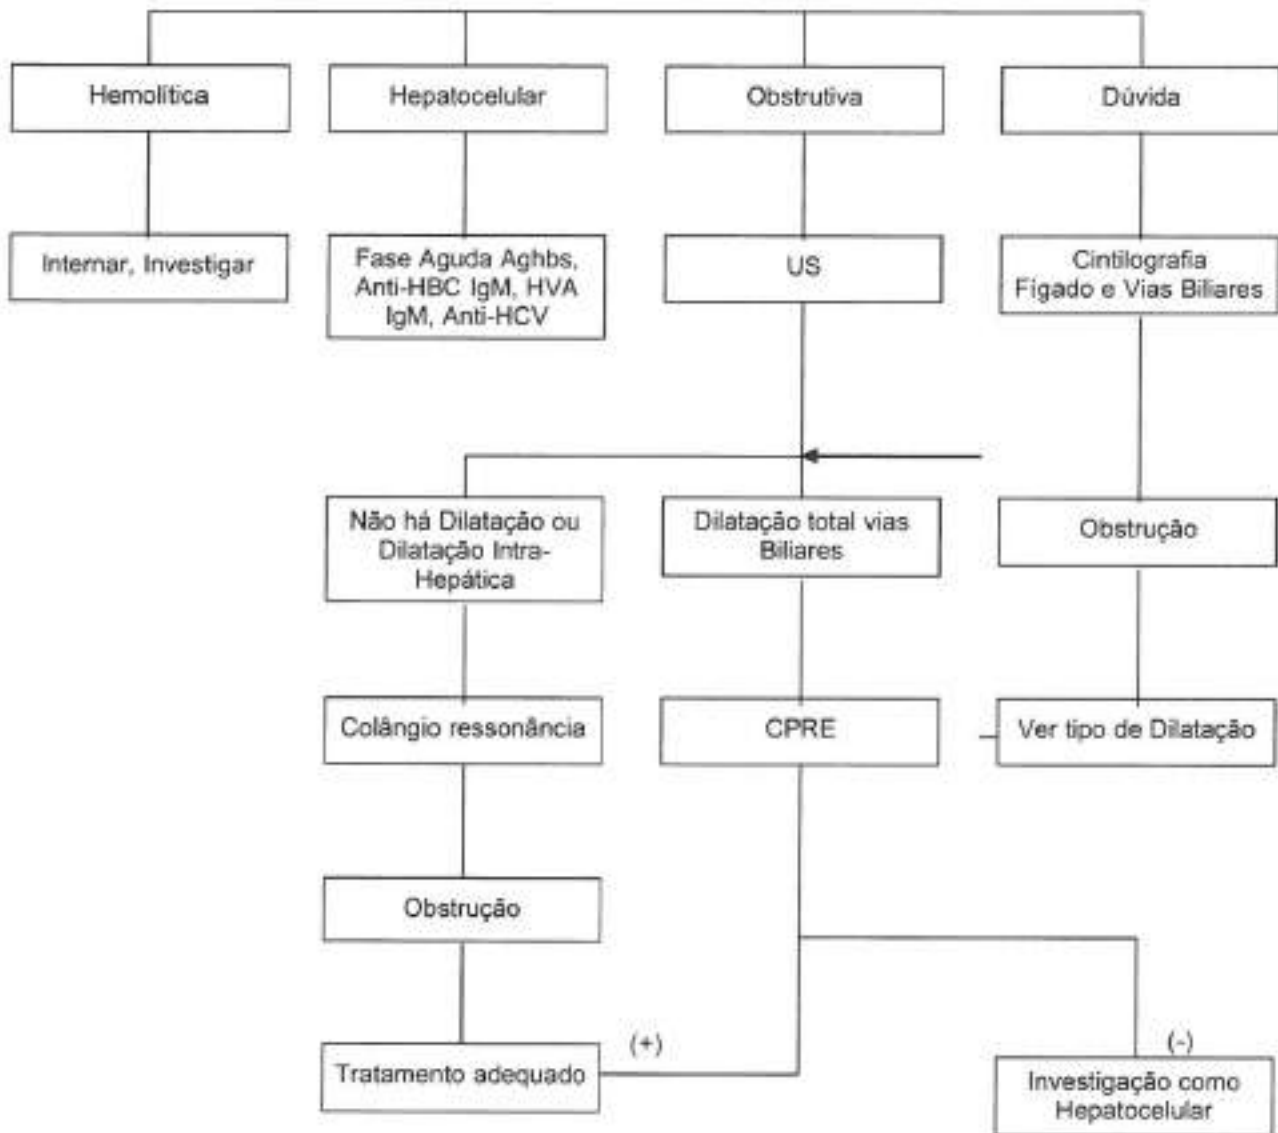 Hemolítica
Hepatocelular
Obstrutiva
Dúvida
Internar, Investigar
Fase Aguda Aghbs,
Anti-HBC IgM, HVA
IgM, Anti-HCV
US
Cintilografia
Fígado e Vias Biliares
Não há Dilatação ou
Dilatação Intra-
Hepática
Dilatação total vias
Biliares
Obstrução
Colângio ressonância
CPRE
Ver tipo de Dilatação
Obstrução
Tratamento adequado
(+)
(-)
Investigação como
Hepatocelular